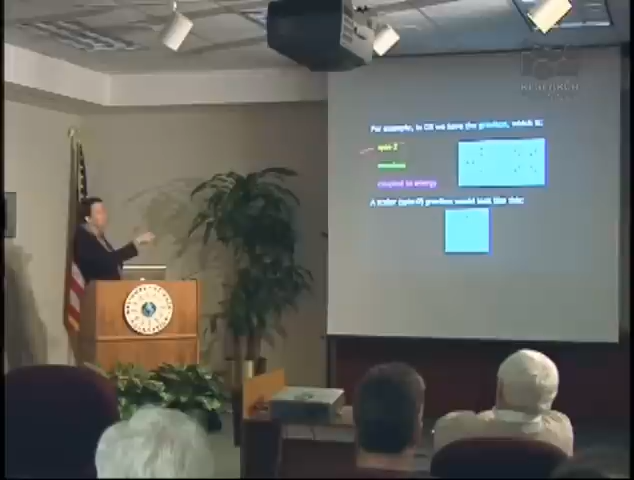 RESEARCH
For example, in GR we have the graviton, which is:
spin 2
massless
coupled to energy
A scalar (spin-0) graviton would look like this: